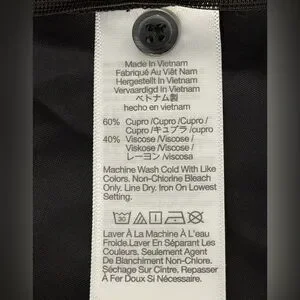 Made In Vietnam
Fabriqué Au Viêt Nam
Hergestellt In Vietnam
Vervaardigd In Vietnam
ベトナム製
hecho en vietnam
60% Cupro /Cupro /Cupro /
Cupro /キュプラ /cupro
40% Viscose /Viscose /
Viskose /Viscose /
レーヨン /viscosa
Machine Wash Cold With Like
Colors. Non-Chlorine Bleach
Only. Line Dry. Iron On Lowest
Setting.
Laver À La Machine À L'eau
Froide.Laver En Séparant Les
Couleurs. Seulement Agent
De Blanchiment Non-Chlore.
Séchage Sur Cintre. Repasser
À Fer Doux Si Nécessaire.